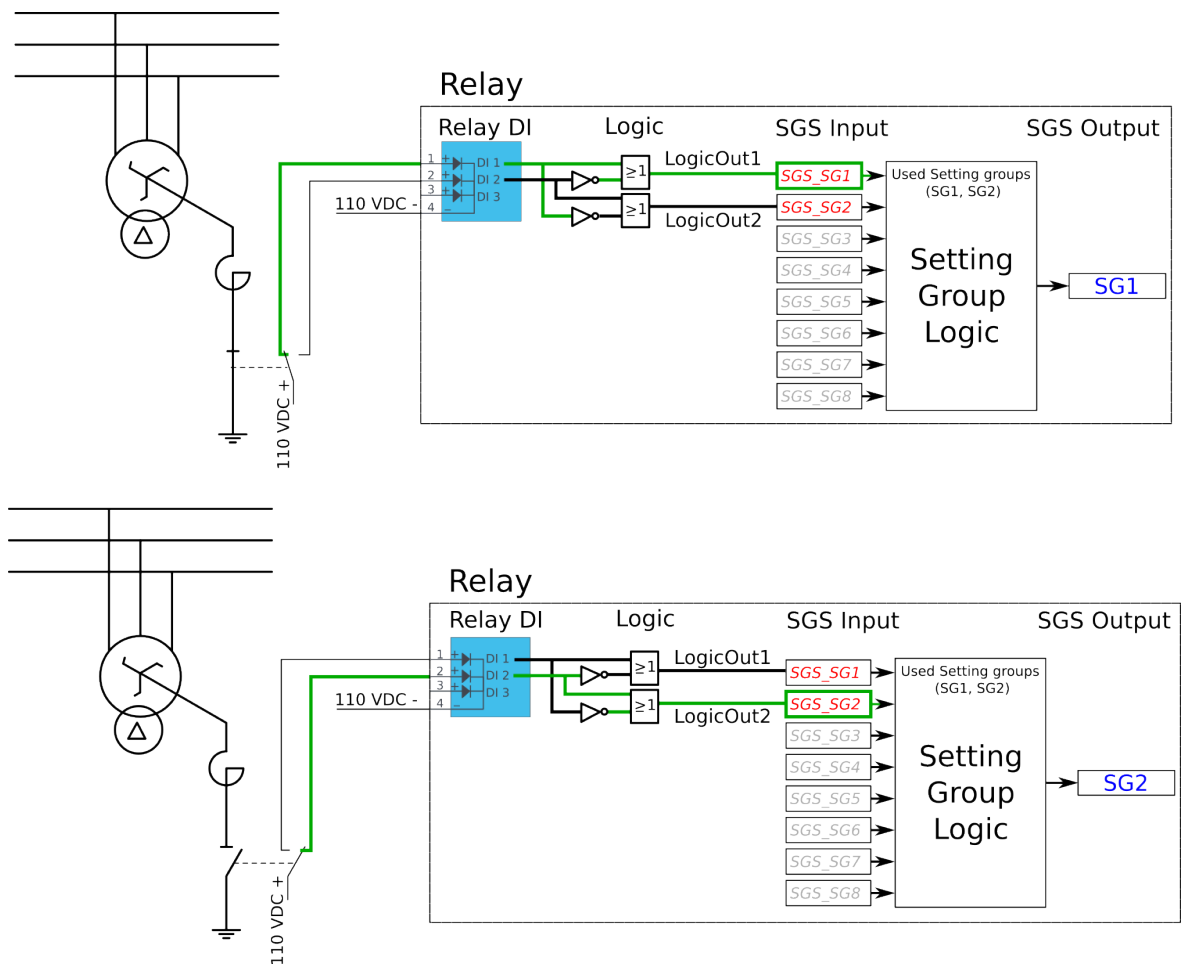 Relay
Relay DI
Logic
SGS Input
SGS Output
1 +
2 +
3 +
4 -
DI 1
DI 2
DI 3
110 VDC -
110 VDC +
≥1
≥1
LogicOut1
LogicOut2
SGS_SG1
SGS_SG2
SGS_SG3
SGS_SG4
SGS_SG5
SGS_SG6
SGS_SG7
SGS_SG8
Used Setting groups
(SG1, SG2)
Setting
Group
Logic
SG1
Δ
Relay
Relay DI
Logic
SGS Input
SGS Output
1 +
2 +
3 +
4 -
DI 1
DI 2
DI 3
110 VDC -
110 VDC +
≥1
≥1
LogicOut1
LogicOut2
SGS_SG1
SGS_SG2
SGS_SG3
SGS_SG4
SGS_SG5
SGS_SG6
SGS_SG7
SGS_SG8
Used Setting groups
(SG1, SG2)
Setting
Group
Logic
SG2
Δ